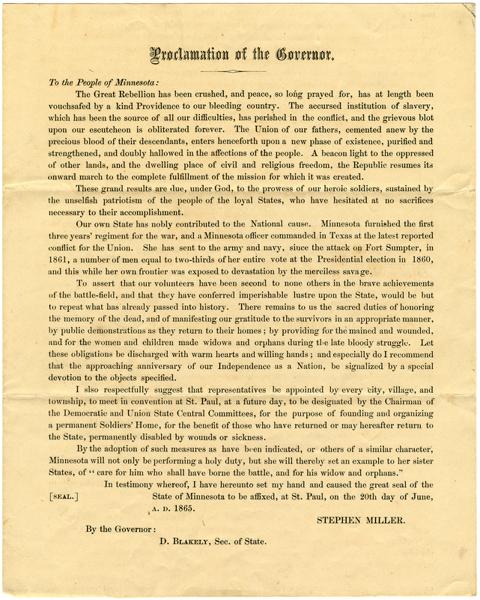 Proclamation of the Governor.
To the People of Minnesota:
The Great Rebellion has been crushed, and peace, so long prayed for, has at length been
vouchsafed by a kind Providence to our bleeding country. The accursed institution of slavery,
which has been the source of all our difficulties, has perished in the conflict, and the grievous blot
upon our escutcheon is obliterated forever. The Union of our fathers, cemented anew by the
precious blood of their descendants, enters henceforth upon a new phase of existence, purified and
strengthened, and doubly hallowed in the affections of the people. A beacon light to the oppressed
of other lands, and the dwelling place of civil and religious freedom, the Republic resumes its
onward march to the complete fulfillment of the mission for which it was created.
These grand results are due, under God, to the prowess of our heroic soldiers, sustained by
the unselfish patriotism of the people of the loyal States, who have hesitated at no sacrifices
necessary to their accomplishment.
Our own State has nobly contributed to the National cause. Minnesota furnished the first
three years' regiment for the war, and a Minnesota officer commanded in Texas at the latest reported
conflict for the Union. She has sent to the army and navy, since the attack on Fort Sumpter, in
1861, a number of men equal to two-thirds of her entire vote at the Presidential election in 1860,
and this while her own frontier was exposed to devastation by the merciless savage.
To assert that our volunteers have been second to none others in the brave achievements
of the battle-field, and that they have conferred imperishable lustre upon the State, would be but
to repeat what has already passed into history. There remains to us the sacred duties of honoring
the memory of the dead, and of manifesting our gratitude to the survivors in an appropriate manner,
by public demonstrations as they return to their homes; by providing for the maimed and wounded,
and for the women and children made widows and orphans during the late bloody struggle. Let
these obligations be discharged with warm hearts and willing hands; and especially do I recommend
that the approaching anniversary of our Independence as a Nation, be signalized by a special
devotion to the objects specified.
I also respectfully suggest that representatives be appointed by every city, village, and
township, to meet in convention at St. Paul, at a future day, to be designated by the Chairman of
the Democratic and Union State Central Committees, for the purpose of founding and organizing
a permanent Soldiers' Home, for the benefit of those who have returned or may hereafter return to
the State, permanently disabled by wounds or sickness.
By the adoption of such measures as have been indicated, or others of a similar character,
Minnesota will not only be performing a holy duty, but she will thereby set an example to her sister
States, of "care for him who shall have borne the battle, and for his widow and orphans."
In testimony whereof, I have hereunto set my hand and caused the great seal of the
[SEAL.] State of Minnesota to be affixed, at St. Paul, on the 20th day of June,
A. D. 1865.
STEPHEN MILLER.
By the Governor:
D. BLAKELY, Sec. of State.